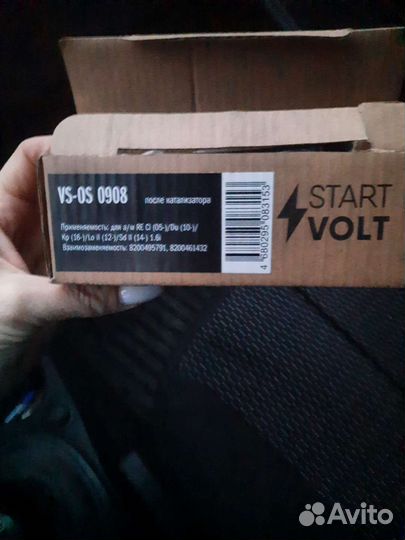 VS-OS 0908
после катализатора
Применяемость: для а/м RE Cl (05-)/Du (10-)/
Kp (16-)/Lo II (12-)/Sd II (14-) 1.6i
Взаимозаменяемость: 8200495791, 8200461432
4 680295 083153
START
VOLT
Avito